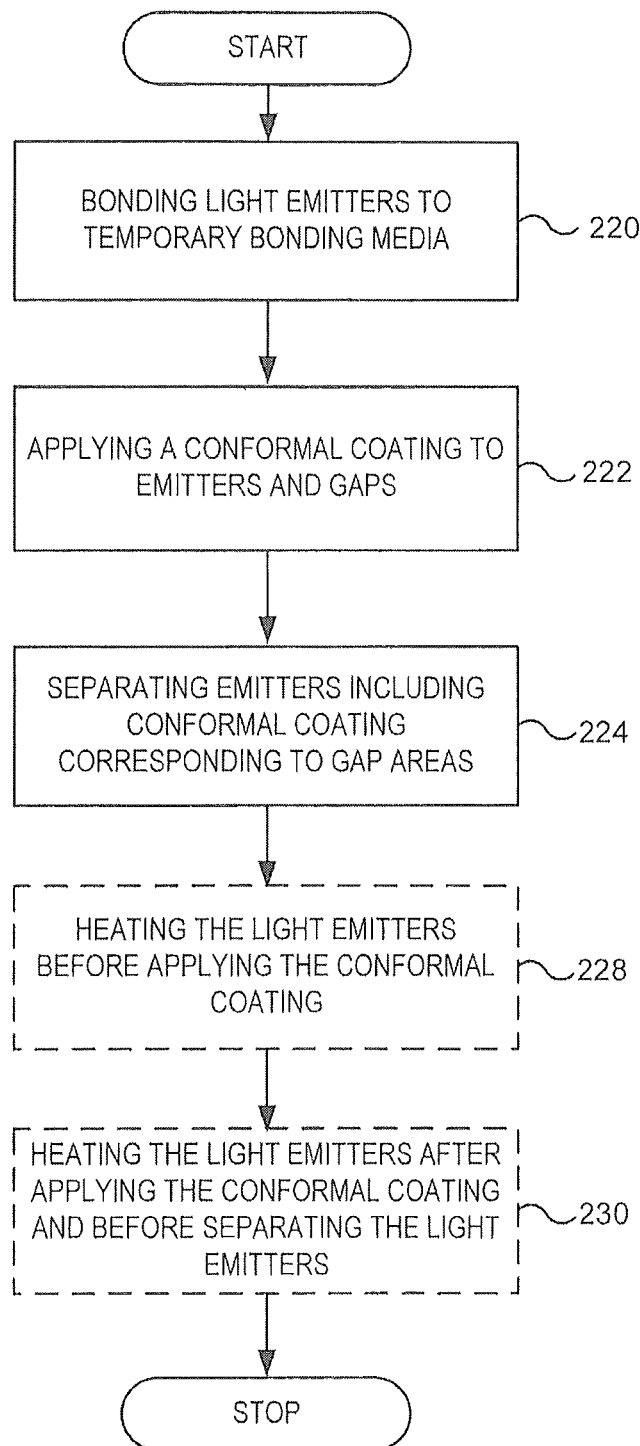 START
BONDING LIGHT EMITTERS TO
TEMPORARY BONDING MEDIA
220
APPLYING A CONFORMAL COATING TO
EMITTERS AND GAPS
222
SEPARATING EMITTERS INCLUDING
CONFORMAL COATING
CORRESPONDING TO GAP AREAS
224
HEATING THE LIGHT EMITTERS
BEFORE APPLYING THE CONFORMAL
COATING
228
HEATING THE LIGHT EMITTERS AFTER
APPLYING THE CONFORMAL COATING
AND BEFORE SEPARATING THE LIGHT
EMITTERS
230
STOP